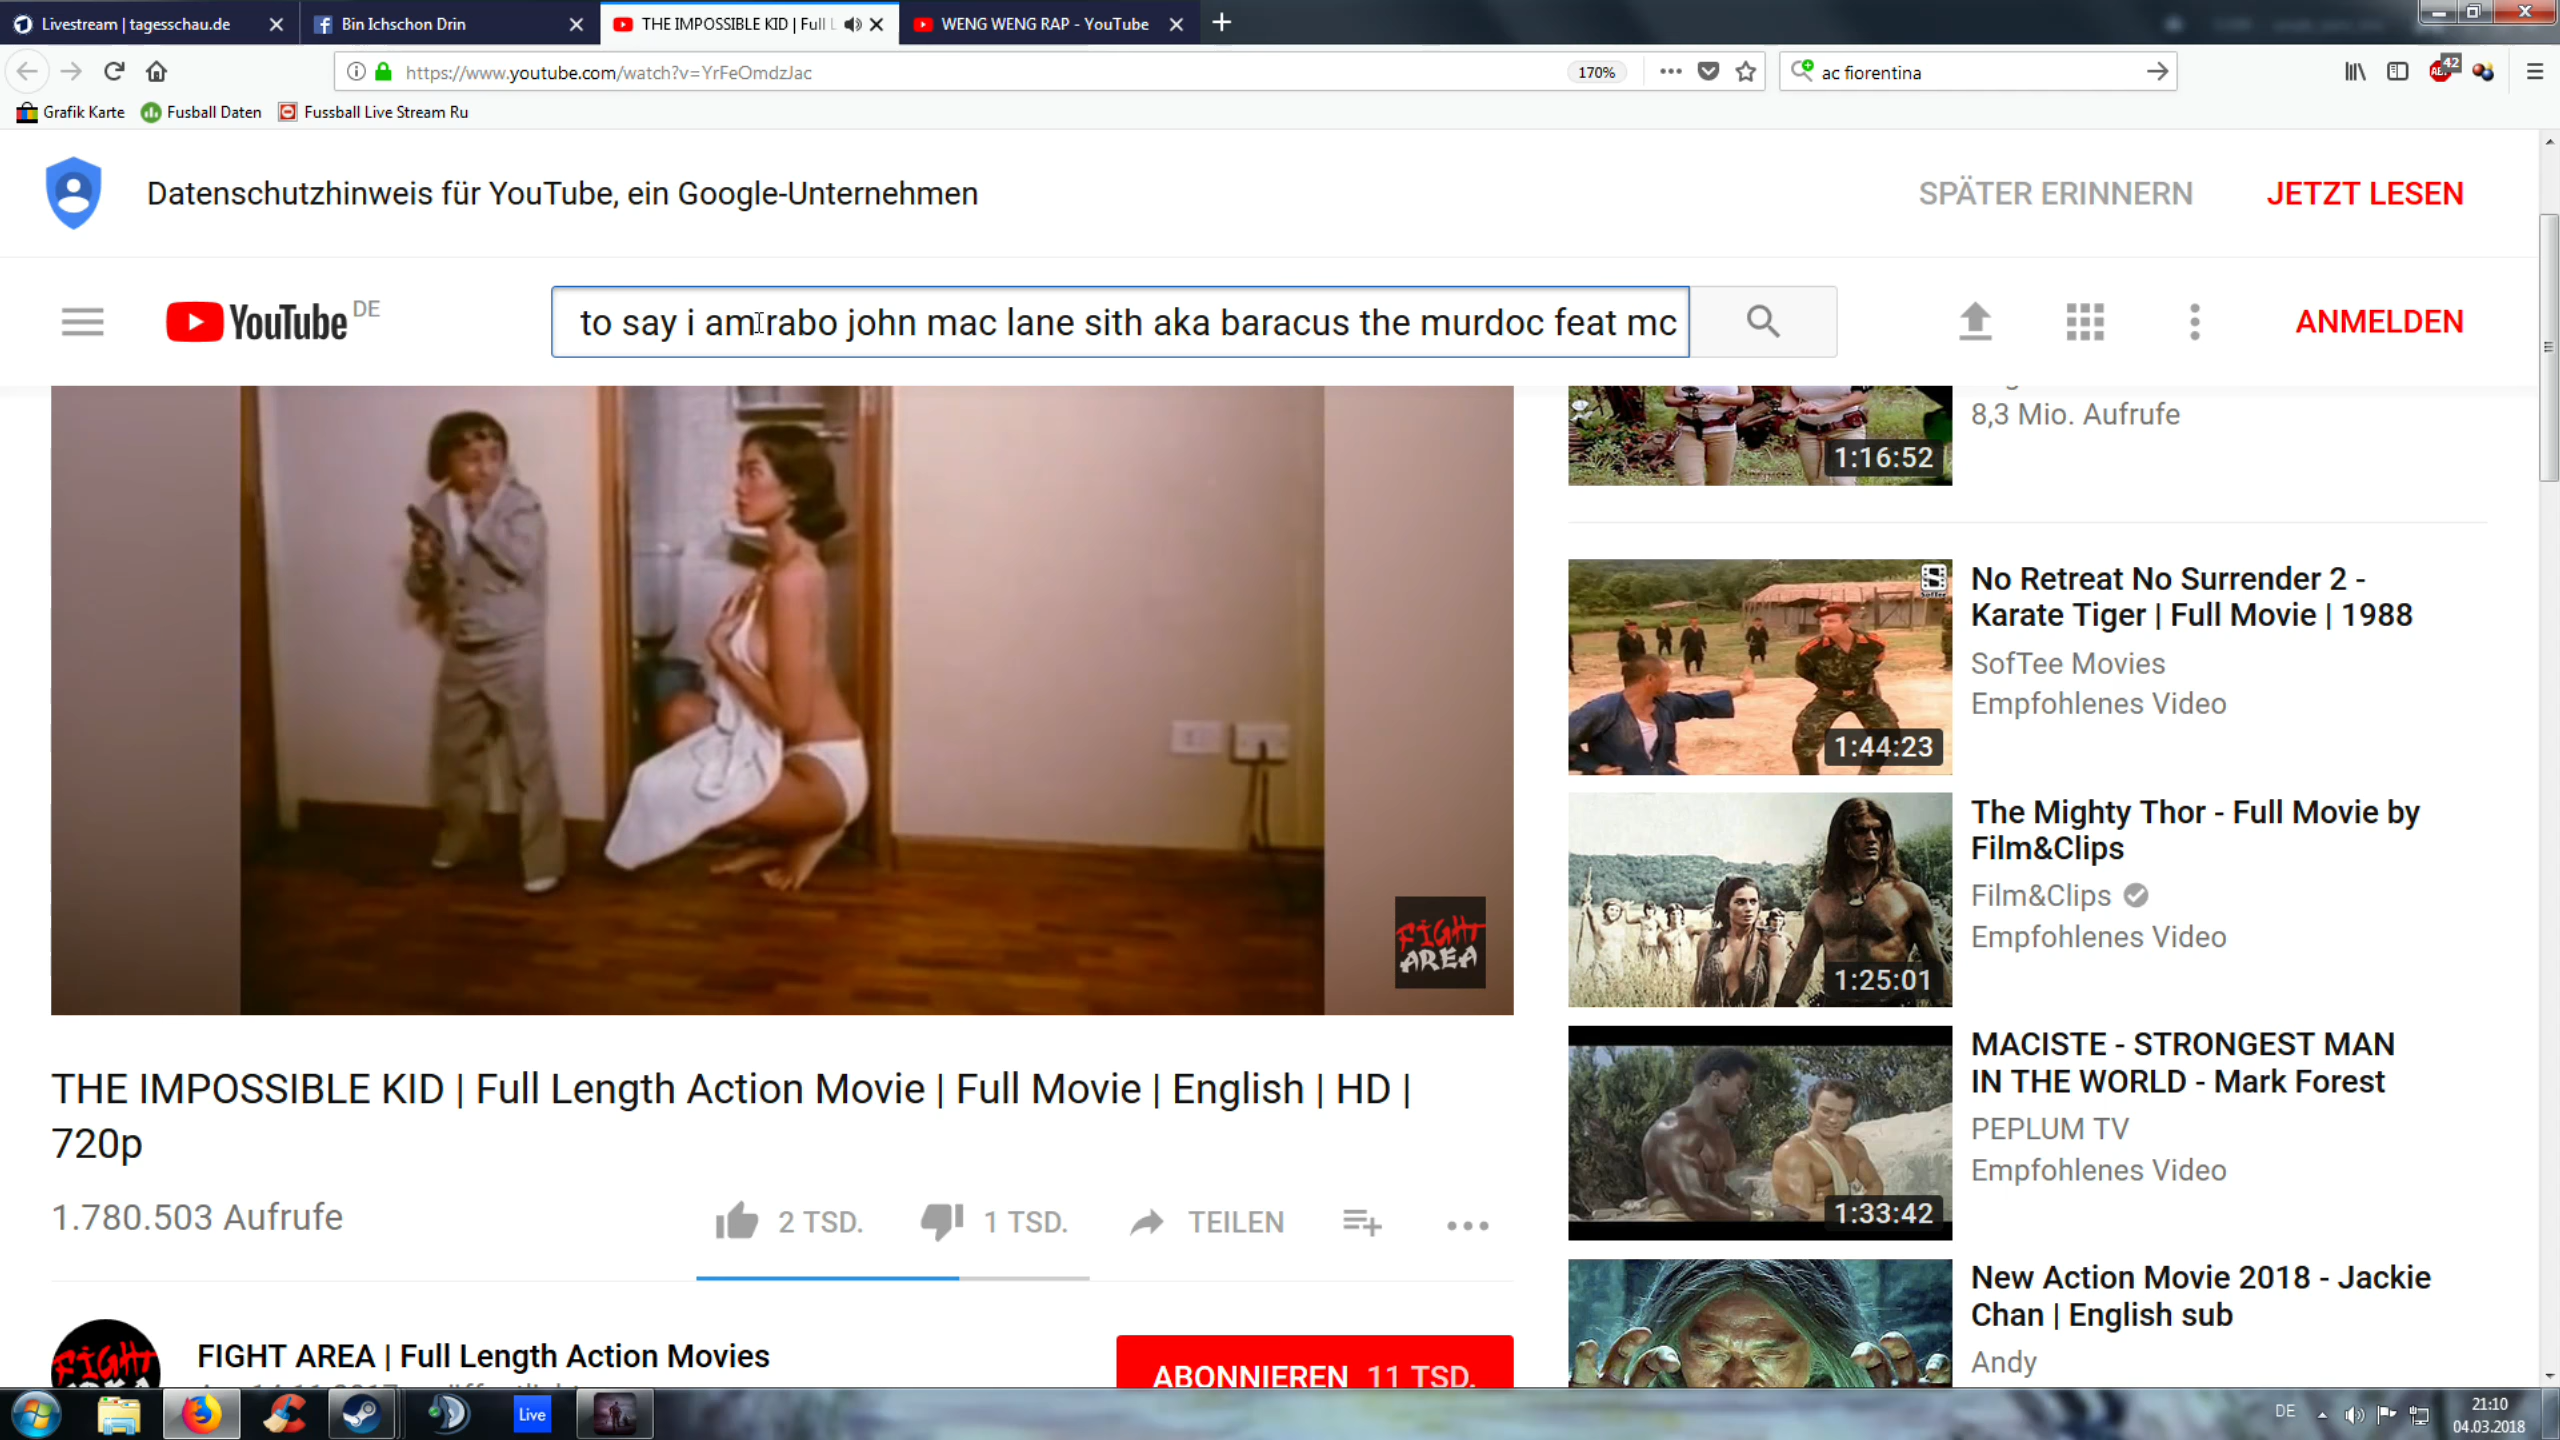 Livestream | tagesschau.de
Bin Ichschon Drin
THE IMPOSSIBLE KID | Full L
WENG WENG RAP - YouTube
https://www.youtube.com/watch?v=YrFeOmdzJac
170%
ac fiorentina
42
Grafik Karte
Fusball Daten
Fussball Live Stream Ru
Datenschutzhinweis für YouTube, ein Google-Unternehmen
SPÄTER ERINNERN
JETZT LESEN
YouTube DE
to say i am rabo john mac lane sith aka baracus the murdoc feat mc
ANMELDEN
8,3 Mio. Aufrufe
1:16:52
No Retreat No Surrender 2 -
Karate Tiger | Full Movie | 1988
SofTee Movies
Empfohlenes Video
1:44:23
The Mighty Thor - Full Movie by
Film&Clips
Film&Clips
Empfohlenes Video
1:25:01
FIGHT
AREA
MACISTE - STRONGEST MAN
IN THE WORLD - Mark Forest
PEPLUM TV
Empfohlenes Video
1:33:42
THE IMPOSSIBLE KID | Full Length Action Movie | Full Movie | English | HD |
720p
1.780.503 Aufrufe
2 TSD.
1 TSD.
TEILEN
New Action Movie 2018 - Jackie
Chan | English sub
Andy
FIGHT
FIGHT AREA | Full Length Action Movies
ABONNIEREN 11 TSD.
Live
DE
21:10
04.03.2018